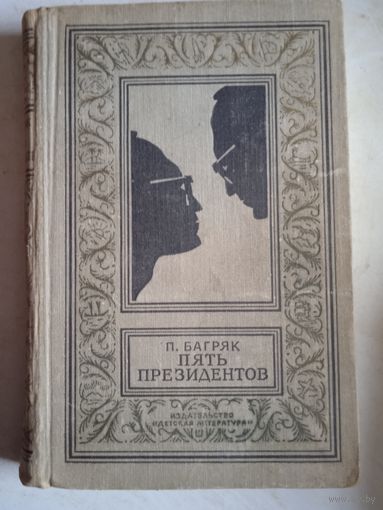 П. БАГРЯК
ПЯТЬ
ПРЕЗИДЕНТОВ
ИЗДАТЕЛЬСТВО
«ДЕТСКАЯ ЛИТЕРАТУРА»